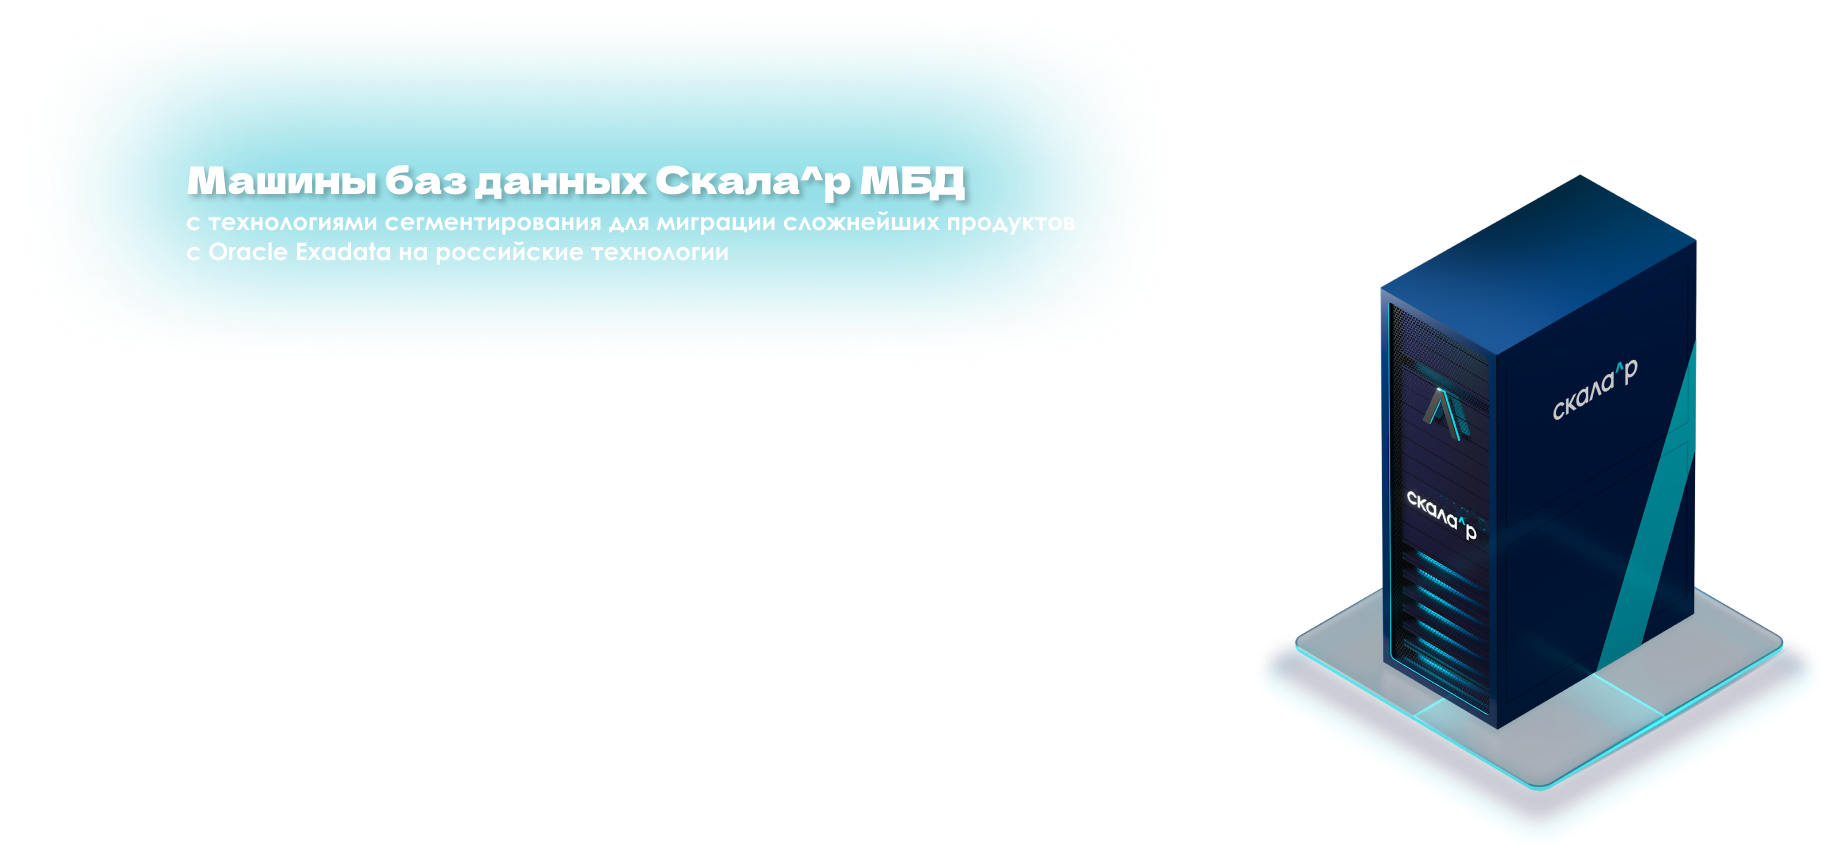 Машины баз данных Скала^р МБД
с технологиями сегментирования для миграции сложнейших продуктов
с Oracle Exadata на российские технологии
скала^р
скала^р